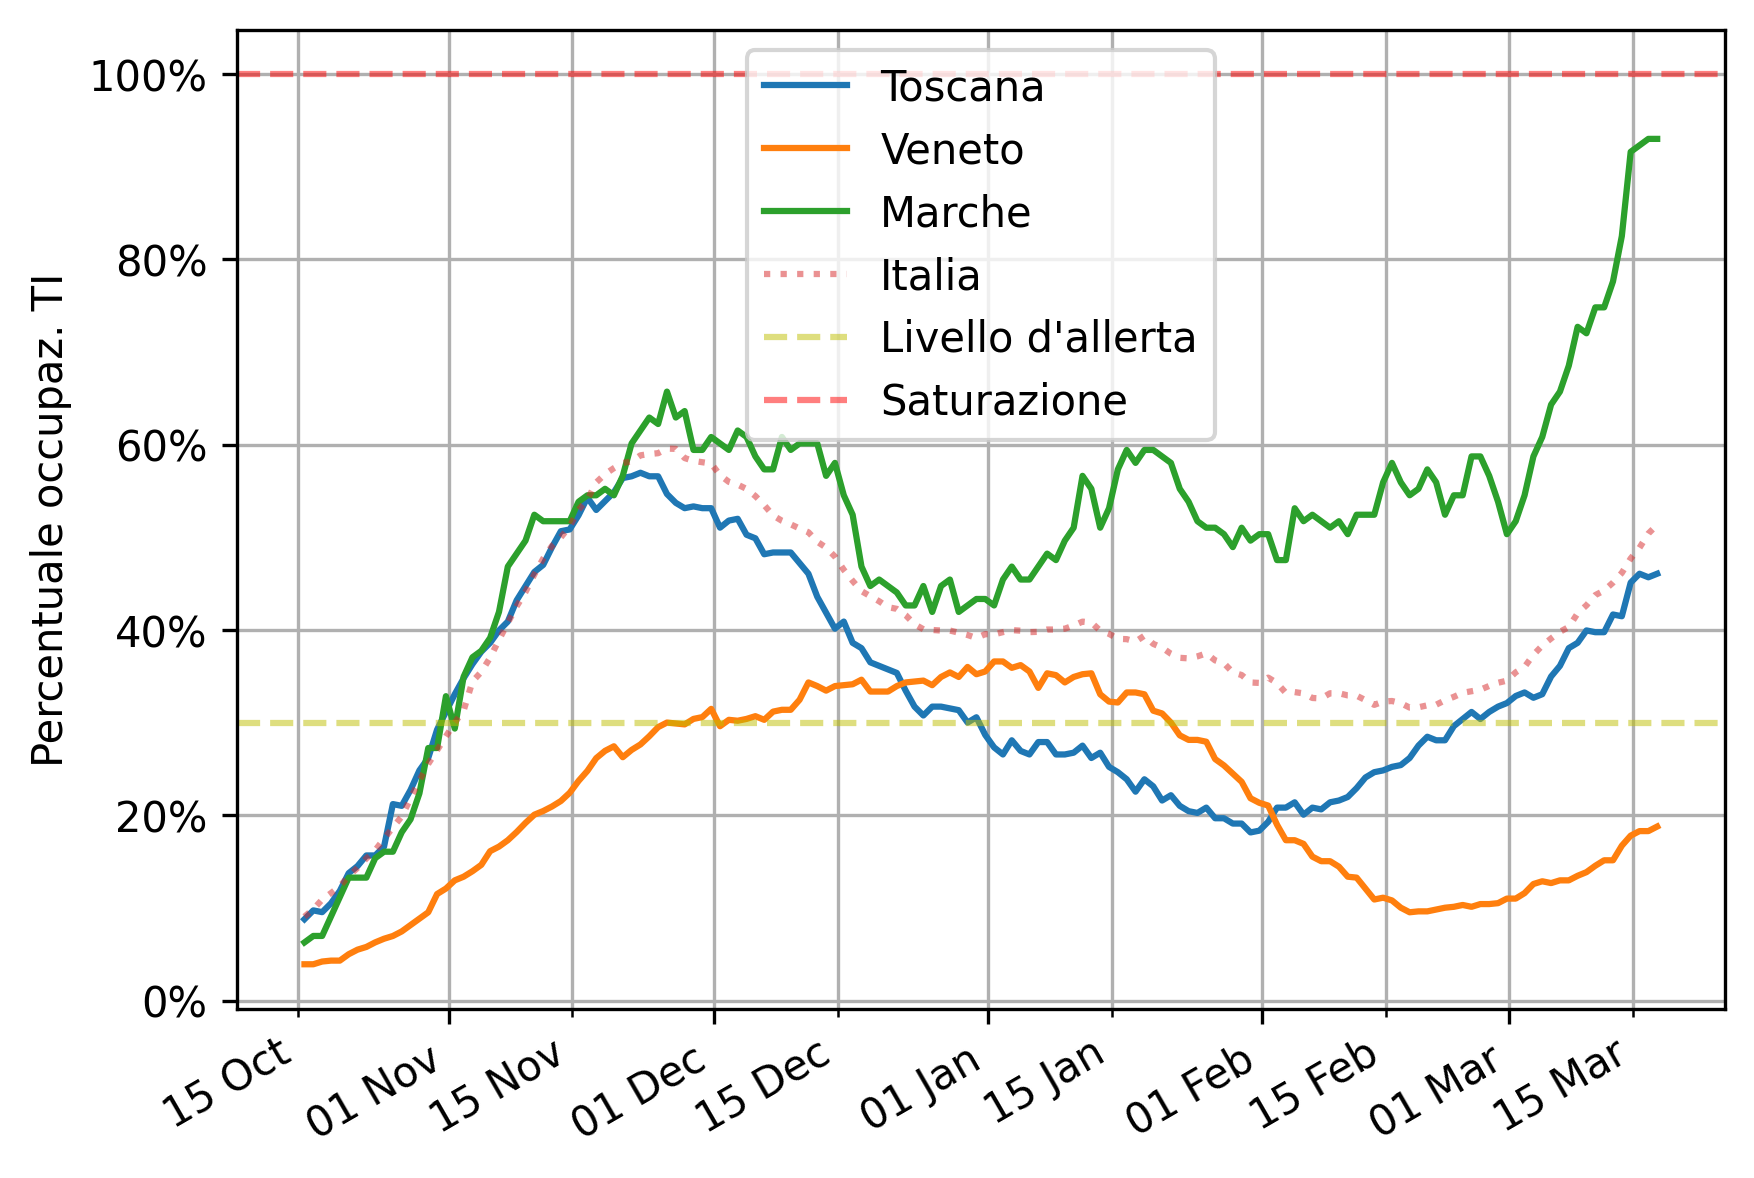 100%
80%
60%
40%
20%
0%
Percentuale occupaz. TI
Toscana
Veneto
Marche
Italia
Livello d'allerta
Saturazione
15 Oct
01 Nov
15 Nov
01 Dec
15 Dec
01 Jan
15 Jan
01 Feb
15 Feb
01 Mar
15 Mar